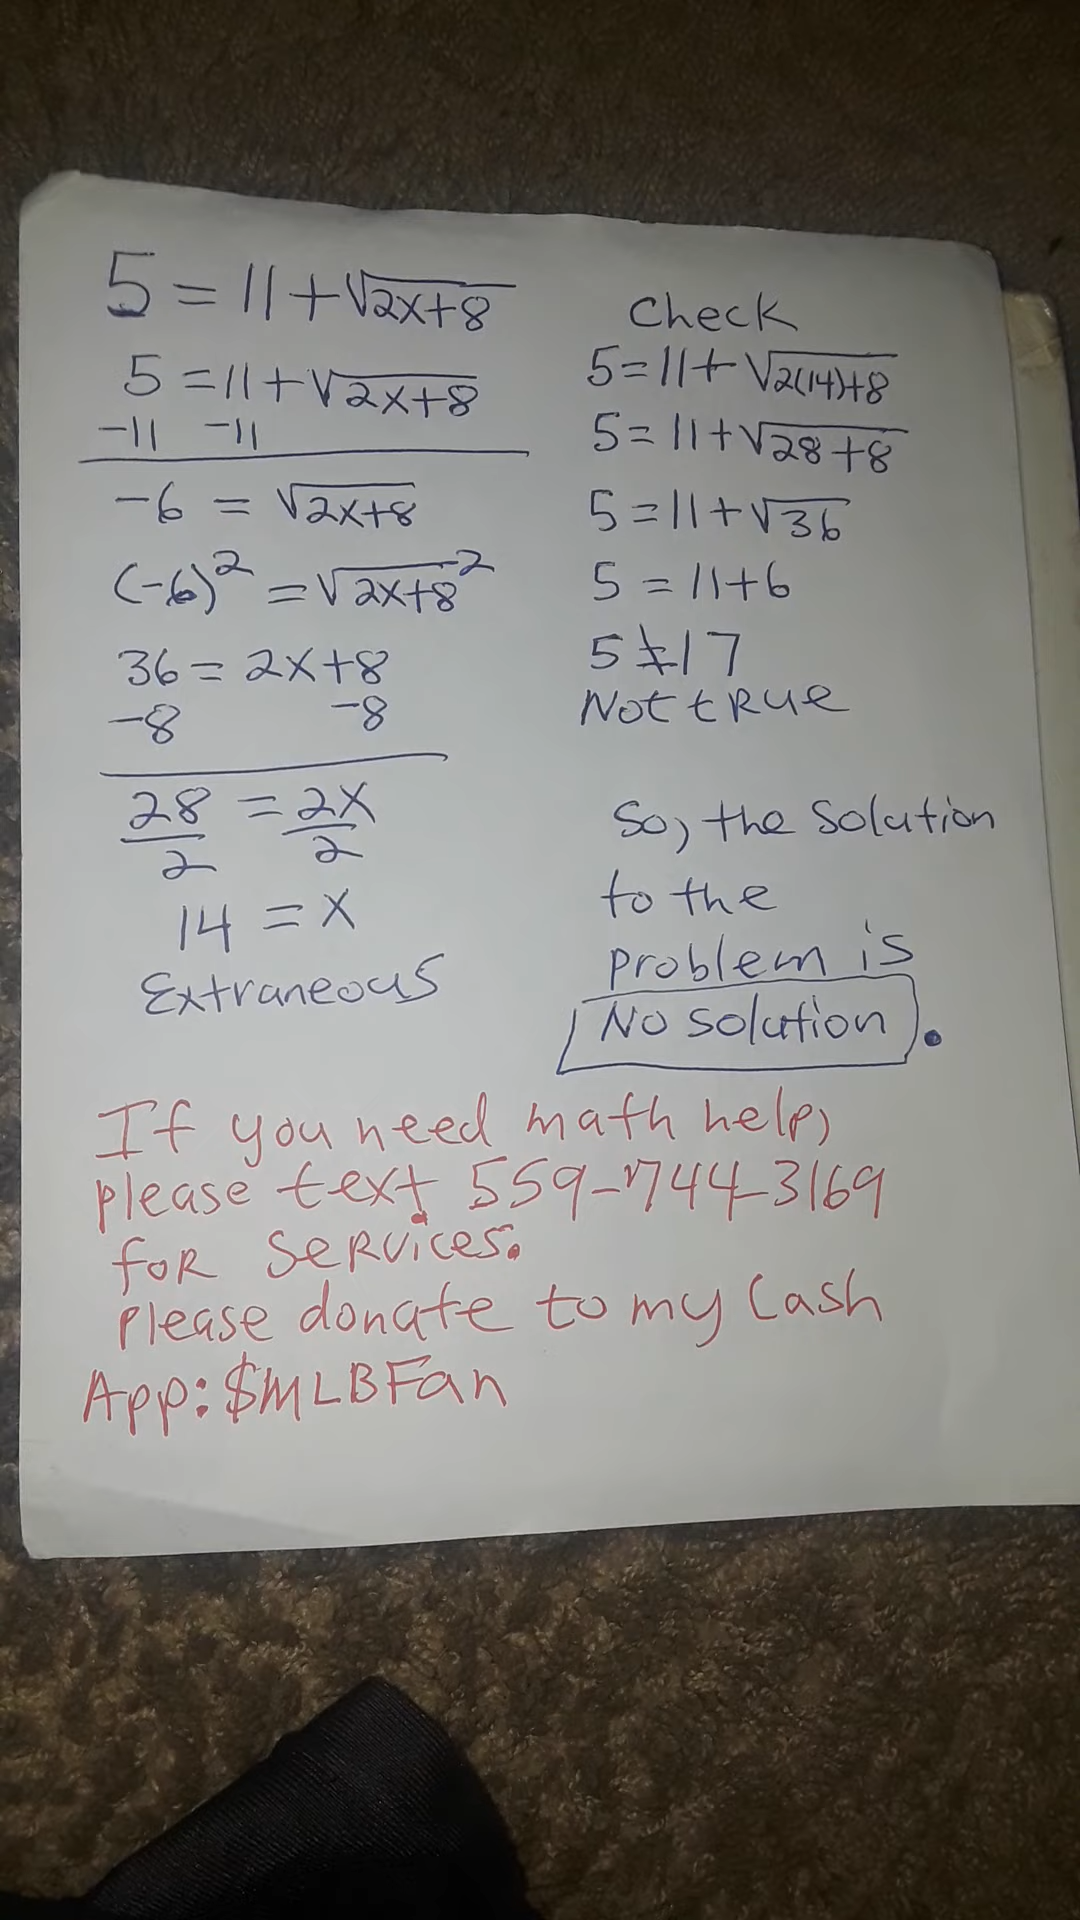 5 = 11 + √2x+8
5 = 11 + √2x+8
-11 -11
-6 = √2x+8
(-6)² = √2x+8²
36 = 2x+8
-8 -8
28 = 2x
2 2
14 = x
Extraneous
Check
5 = 11 + √2(14)+8
5 = 11 + √28+8
5 = 11 + √36
5 = 11+6
5 ≠ 17
Not true
So, the solution
to the
problem is
No solution.
If you need math help,
please text 559-744-3169
for services.
please donate to my Cash
App: $MLBFan